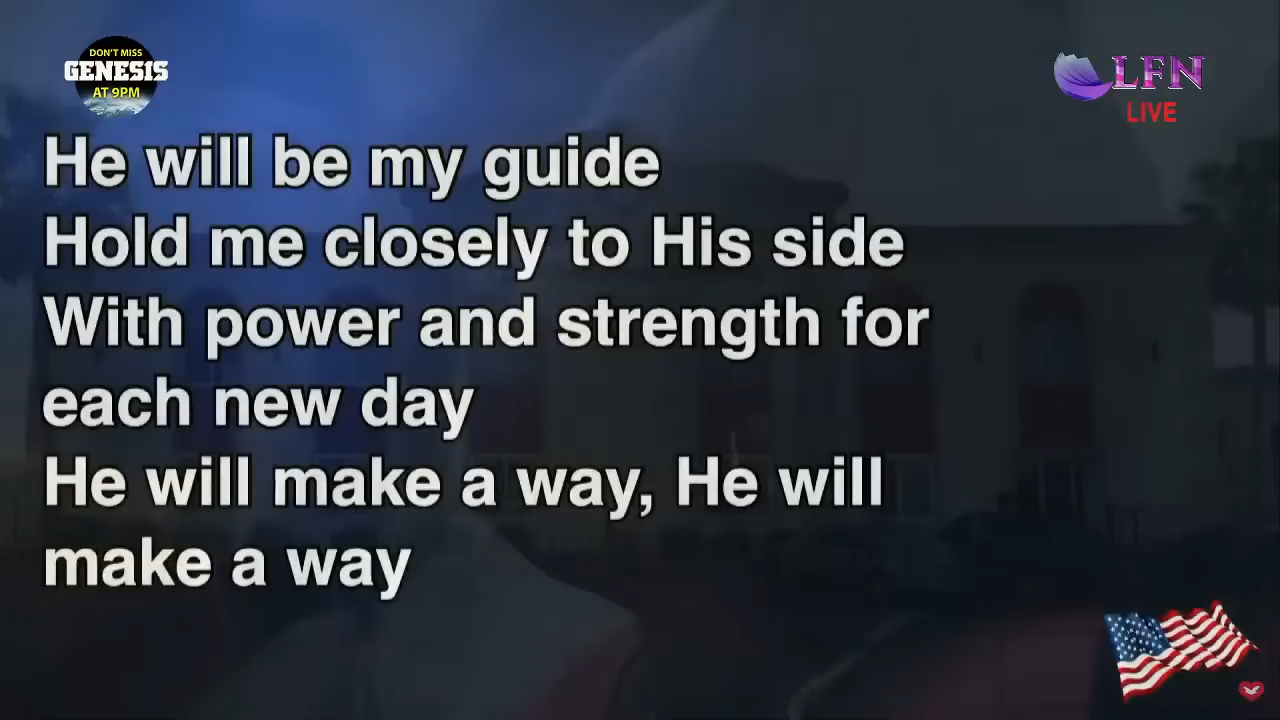 DON'T MISS
GENESIS
AT 9PM
LFN
LIVE
He will be my guide
Hold me closely to His side
With power and strength for
each new day
He will make a way, He will
make a way